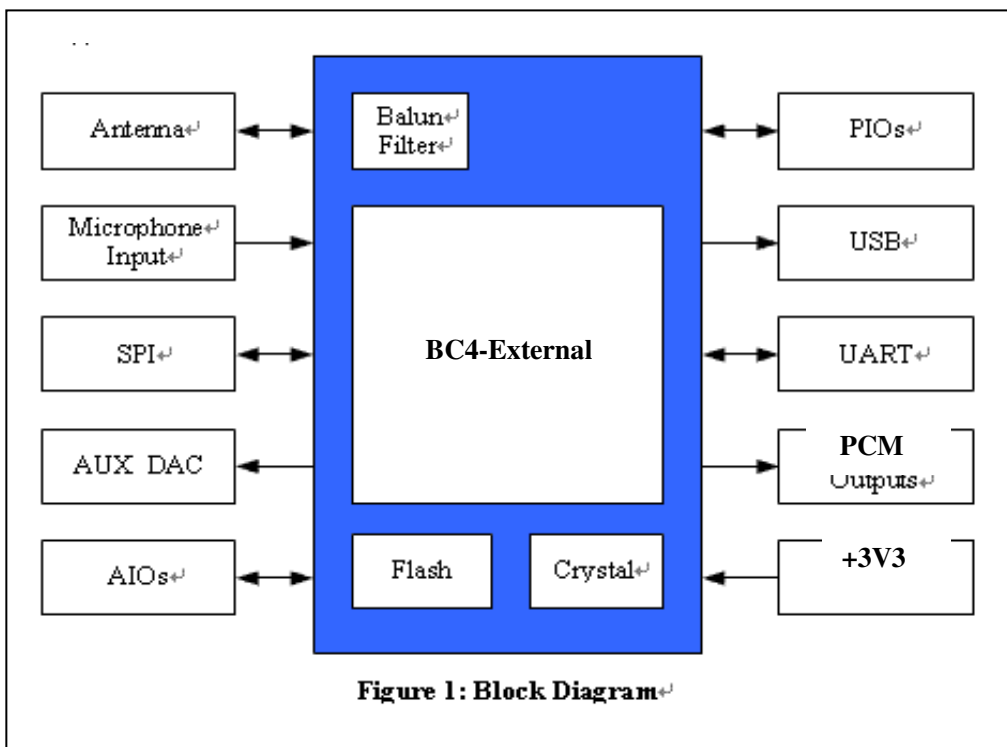 Antenna↵
Balun↵
Filter↵
PIOs↵
Microphone↵
Input↵
USB↵
SPI↵
BC4-External
UART↵
AUX DAC
PCM
Outputs↵
AIOs↵
Flash
Crystal↵
+3V3
Figure 1: Block Diagram↵